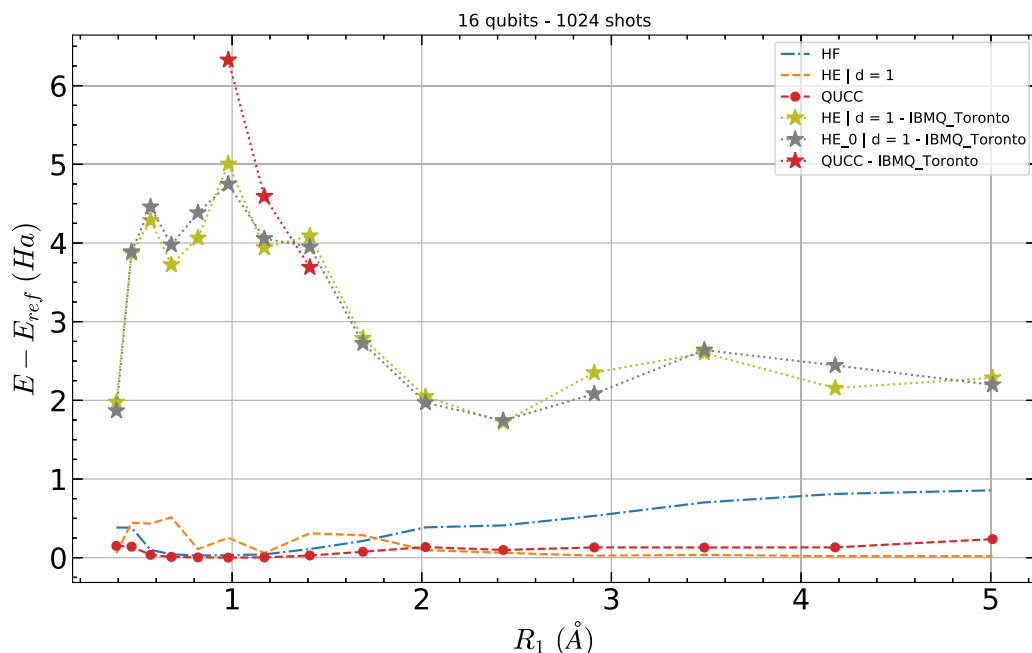 16 qubits - 1024 shots
HF
HE | d = 1
QUCC
HE | d = 1 - IBMQ_Toronto
HE_0 | d = 1 - IBMQ_Toronto
QUCC - IBMQ_Toronto
E − E_ref (Ha)
6
5
4
3
2
1
0
1 2 3 4 5
R_1 (Å)